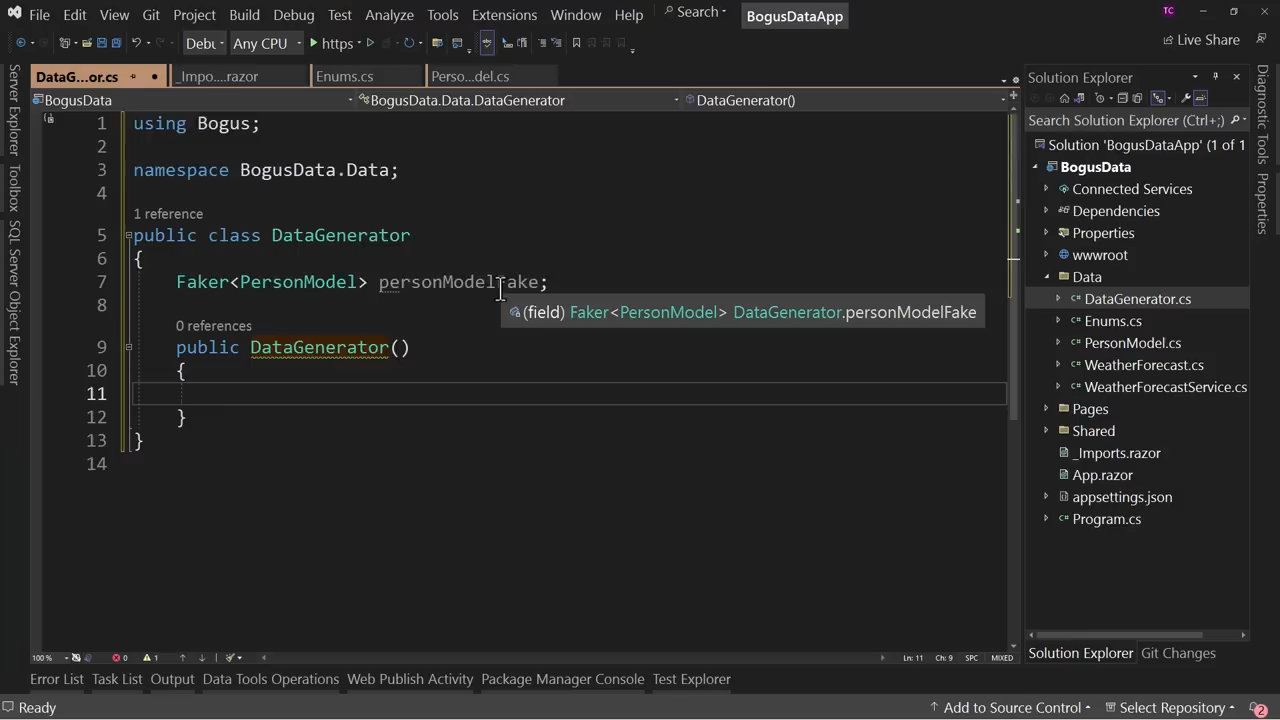 File Edit View Git Project Build Debug Test Analyze Tools Extensions Window Help Search BogusDataApp TC
Debu Any CPU https Live Share
Server Explorer
Toolbox
SQL Server Object Explorer
DataG...or.cs _Impo....razor Enums.cs Perso...del.cs
BogusData BogusData.Data.DataGenerator DataGenerator()
1 using Bogus;
2
3 namespace BogusData.Data;
4
1 reference
5 public class DataGenerator
6 {
7 Faker<PersonModel> personModelFake;
8
(field) Faker<PersonModel> DataGenerator.personModelFake
0 references
9 public DataGenerator()
10 {
11
12 }
13 }
14
100 % 0 1 Ln: 11 Ch: 9 SPC MIXED
Solution Explorer
Search Solution Explorer (Ctrl+;)
Solution 'BogusDataApp' (1 of 1
BogusData
Connected Services
Dependencies
Properties
wwwroot
Data
DataGenerator.cs
Enums.cs
PersonModel.cs
WeatherForecast.cs
WeatherForecastService.cs
Pages
Shared
_Imports.razor
App.razor
appsettings.json
Program.cs
Solution Explorer Git Changes
Diagnostic Tools
Properties
Error List Task List Output Data Tools Operations Web Publish Activity Package Manager Console Test Explorer
Ready Add to Source Control Select Repository 2